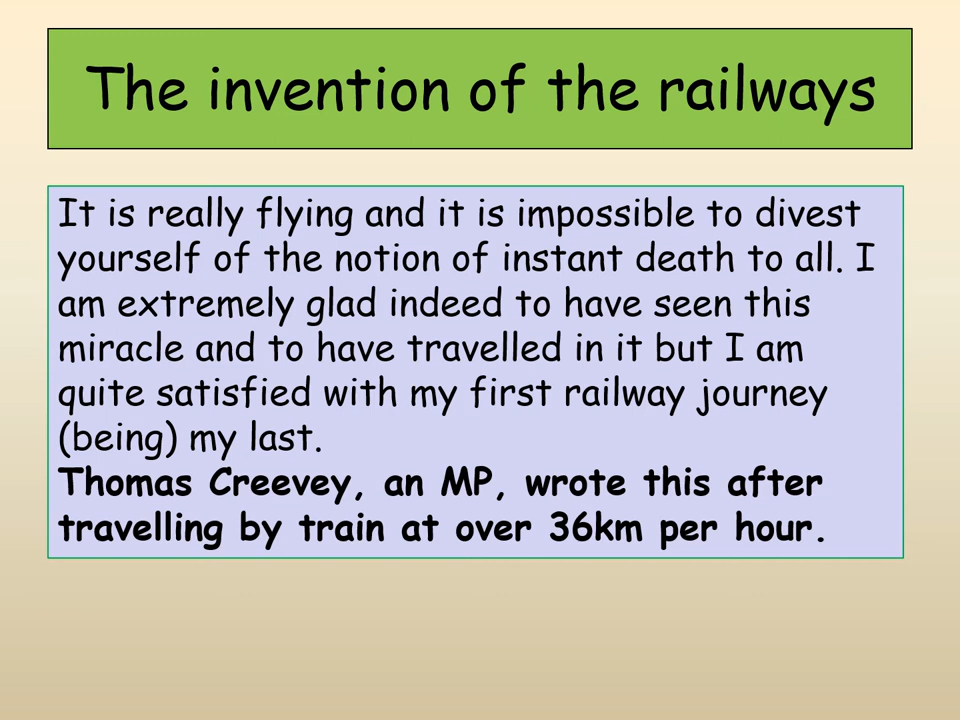 The invention of the railways
It is really flying and it is impossible to divest
yourself of the notion of instant death to all. I
am extremely glad indeed to have seen this
miracle and to have travelled in it but I am
quite satisfied with my first railway journey
(being) my last.
Thomas Creevey, an MP, wrote this after
travelling by train at over 36km per hour.